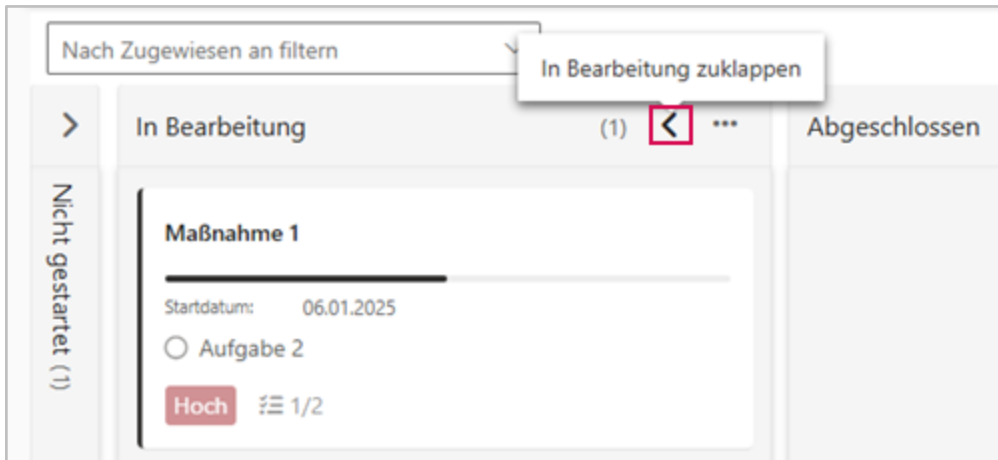 Nach Zugewiesen an filtern
In Bearbeitung zuklappen
In Bearbeitung (1) ...
Abgeschlossen
Nicht gestartet (1)
Maßnahme 1
Startdatum: 06.01.2025
Aufgabe 2
Hoch 1/2